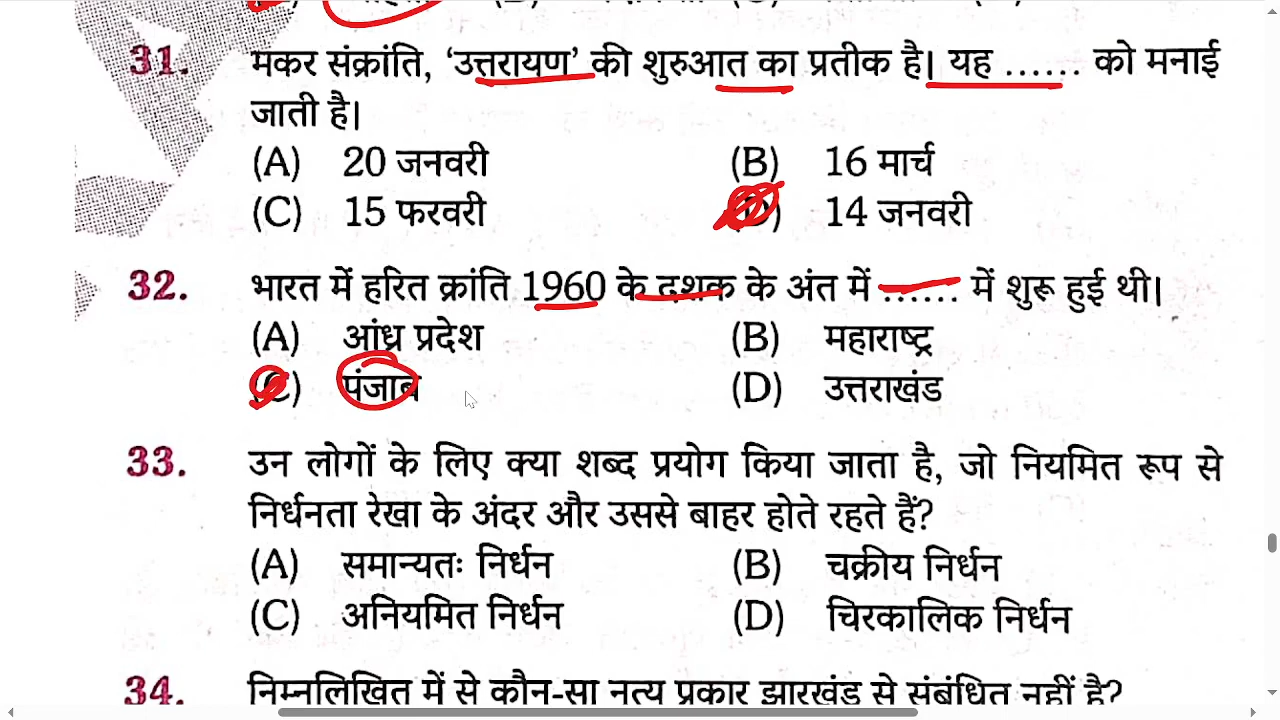 31. मकर संक्रांति, ‘उत्तरायण’ की शुरुआत का प्रतीक है। यह ...... को मनाई
जाती है।
(A) 20 जनवरी (B) 16 मार्च
(C) 15 फरवरी (D) 14 जनवरी
32. भारत में हरित क्रांति 1960 के दशक के अंत में ...... में शुरू हुई थी।
(A) आंध्र प्रदेश (B) महाराष्ट्र
(C) पंजाब (D) उत्तराखंड
33. उन लोगों के लिए क्या शब्द प्रयोग किया जाता है, जो नियमित रूप से
निर्धनता रेखा के अंदर और उससे बाहर होते रहते हैं?
(A) समान्यतः निर्धन (B) चक्रीय निर्धन
(C) अनियमित निर्धन (D) चिरकालिक निर्धन
34. निम्नलिखित में से कौन-सा नृत्य प्रकार झारखंड से संबंधित नहीं है?